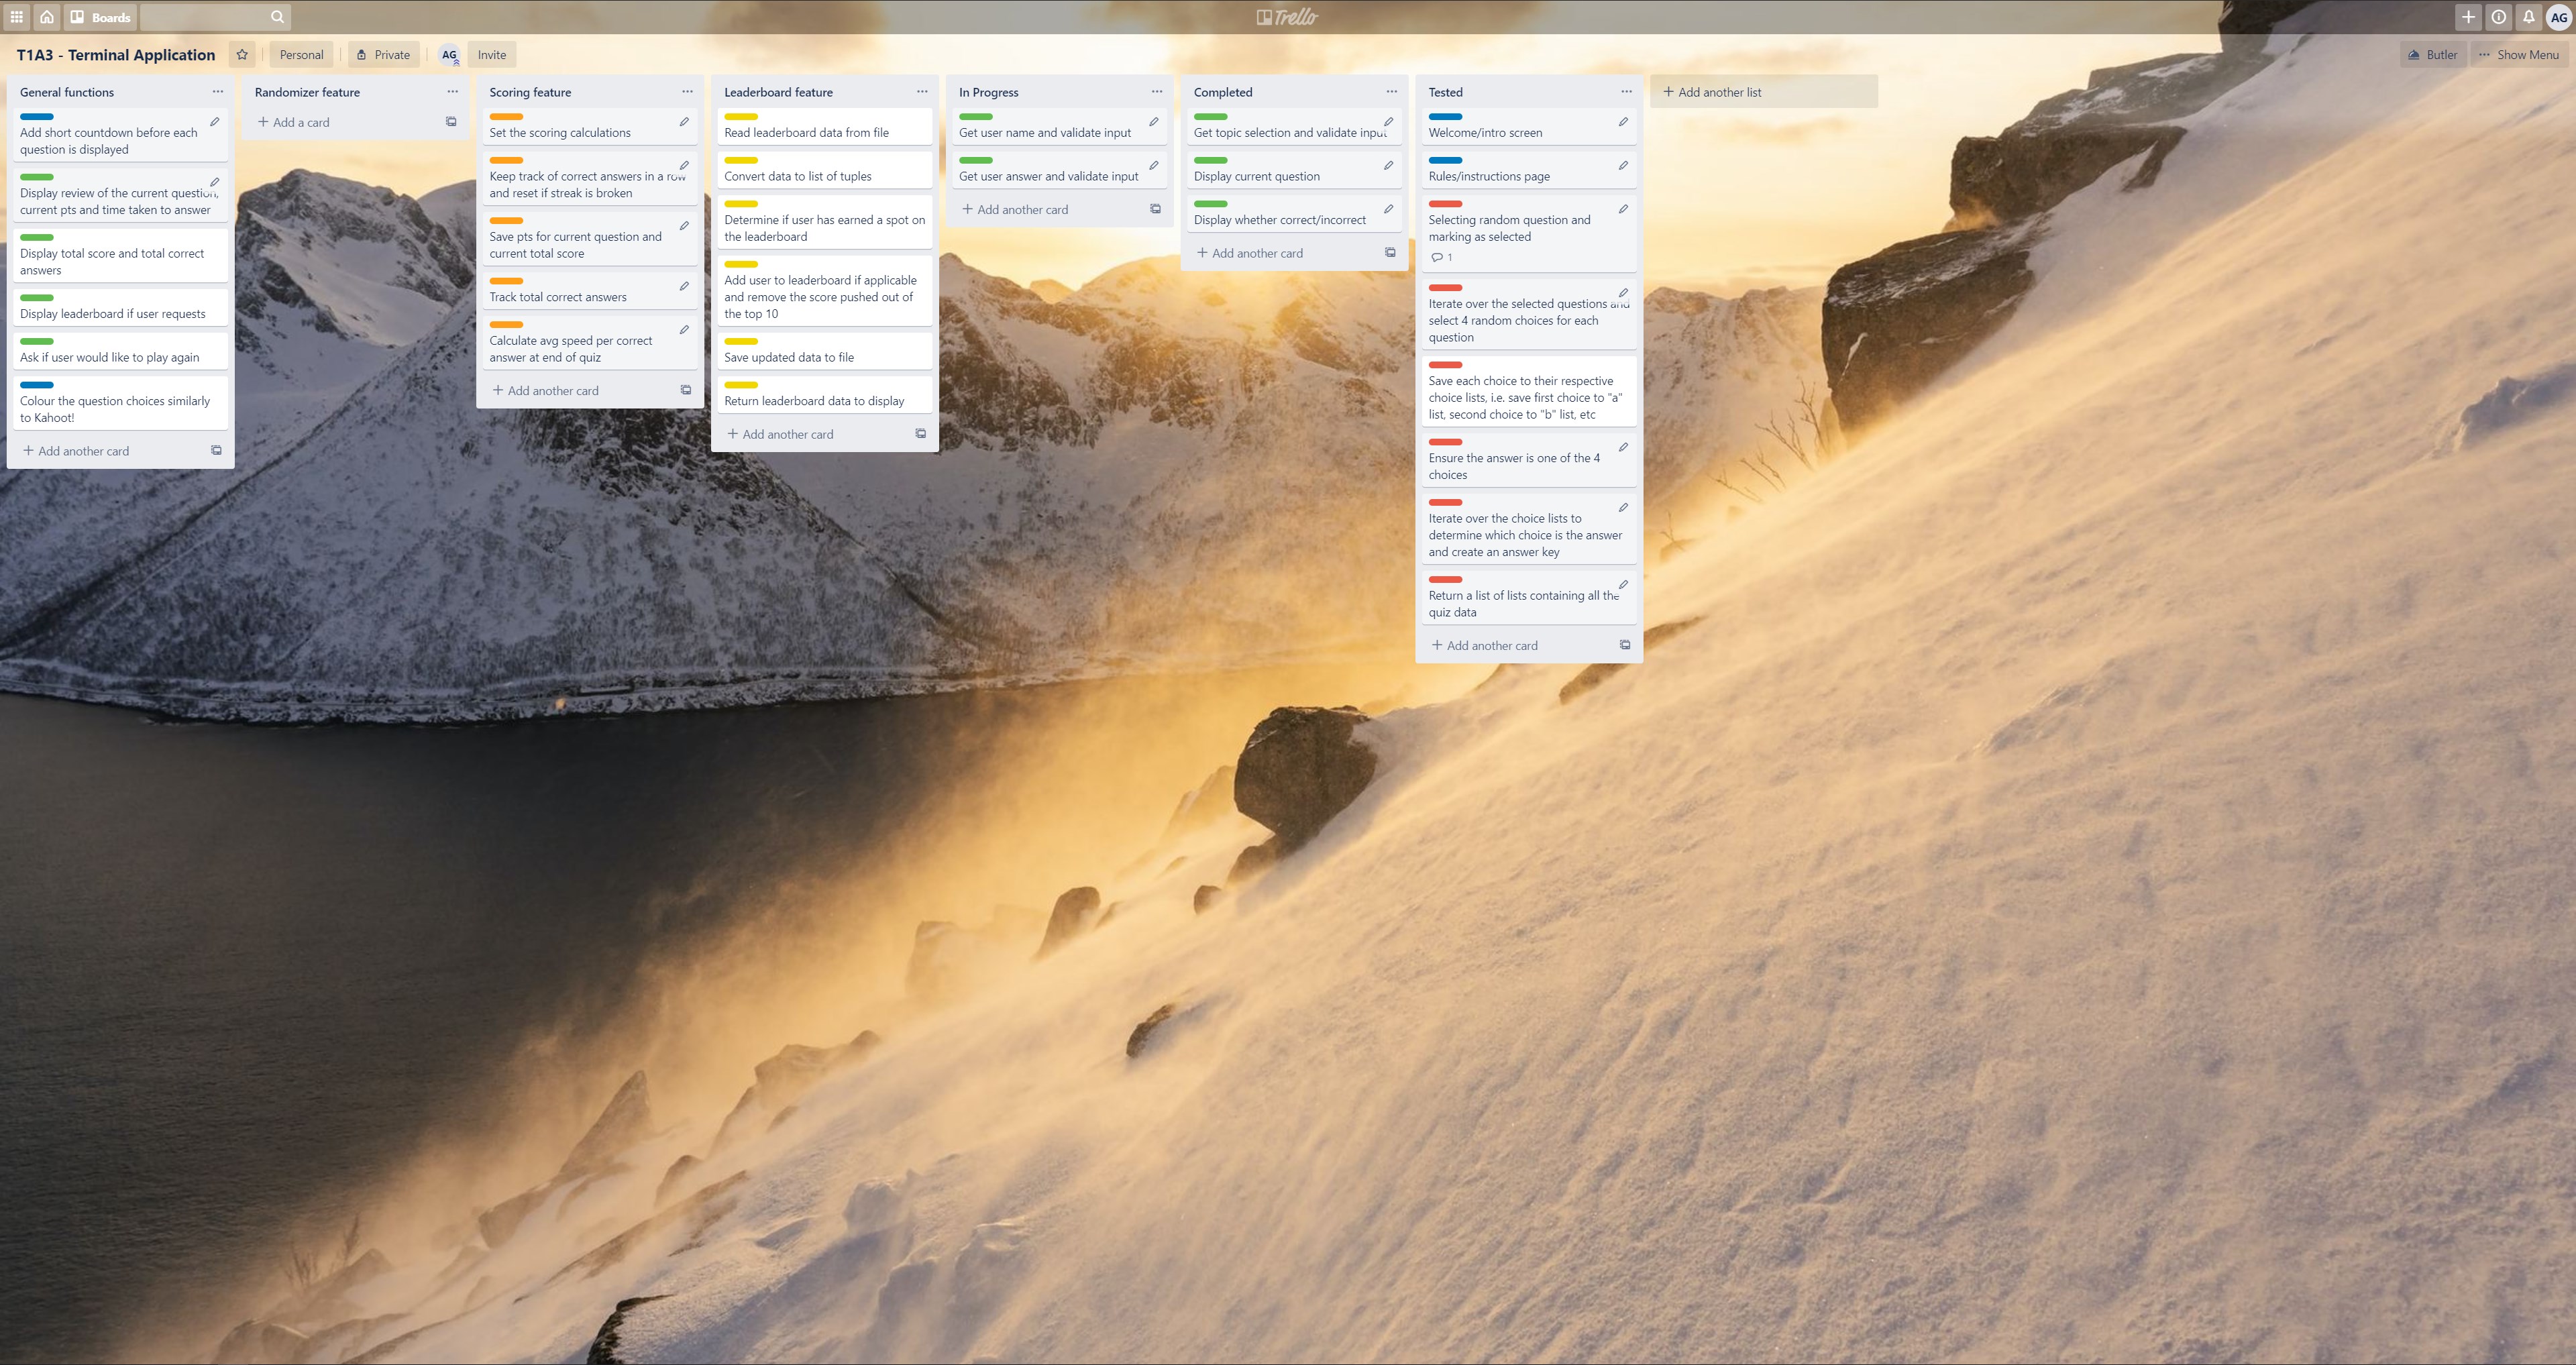 Boards
Trello
AG
T1A3 - Terminal Application
Personal
Private
AG
Invite
Butler
Show Menu
General functions
Add short countdown before each
question is displayed
Display review of the current question,
current pts and time taken to answer
Display total score and total correct
answers
Display leaderboard if user requests
Ask if user would like to play again
Colour the question choices similarly
to Kahoot!
Add another card
Randomizer feature
Add a card
Scoring feature
Set the scoring calculations
Keep track of correct answers in a row
and reset if streak is broken
Save pts for current question and
current total score
Track total correct answers
Calculate avg speed per correct
answer at end of quiz
Add another card
Leaderboard feature
Read leaderboard data from file
Convert data to list of tuples
Determine if user has earned a spot on
the leaderboard
Add user to leaderboard if applicable
and remove the score pushed out of
the top 10
Save updated data to file
Return leaderboard data to display
Add another card
In Progress
Get user name and validate input
Get user answer and validate input
Add another card
Completed
Get topic selection and validate input
Display current question
Display whether correct/incorrect
Add another card
Tested
Welcome/intro screen
Rules/instructions page
Selecting random question and
marking as selected
1
Iterate over the selected questions and
select 4 random choices for each
question
Save each choice to their respective
choice lists, i.e. save first choice to "a"
list, second choice to "b" list, etc
Ensure the answer is one of the 4
choices
Iterate over the choice lists to
determine which choice is the answer
and create an answer key
Return a list of lists containing all the
quiz data
Add another card
Add another list